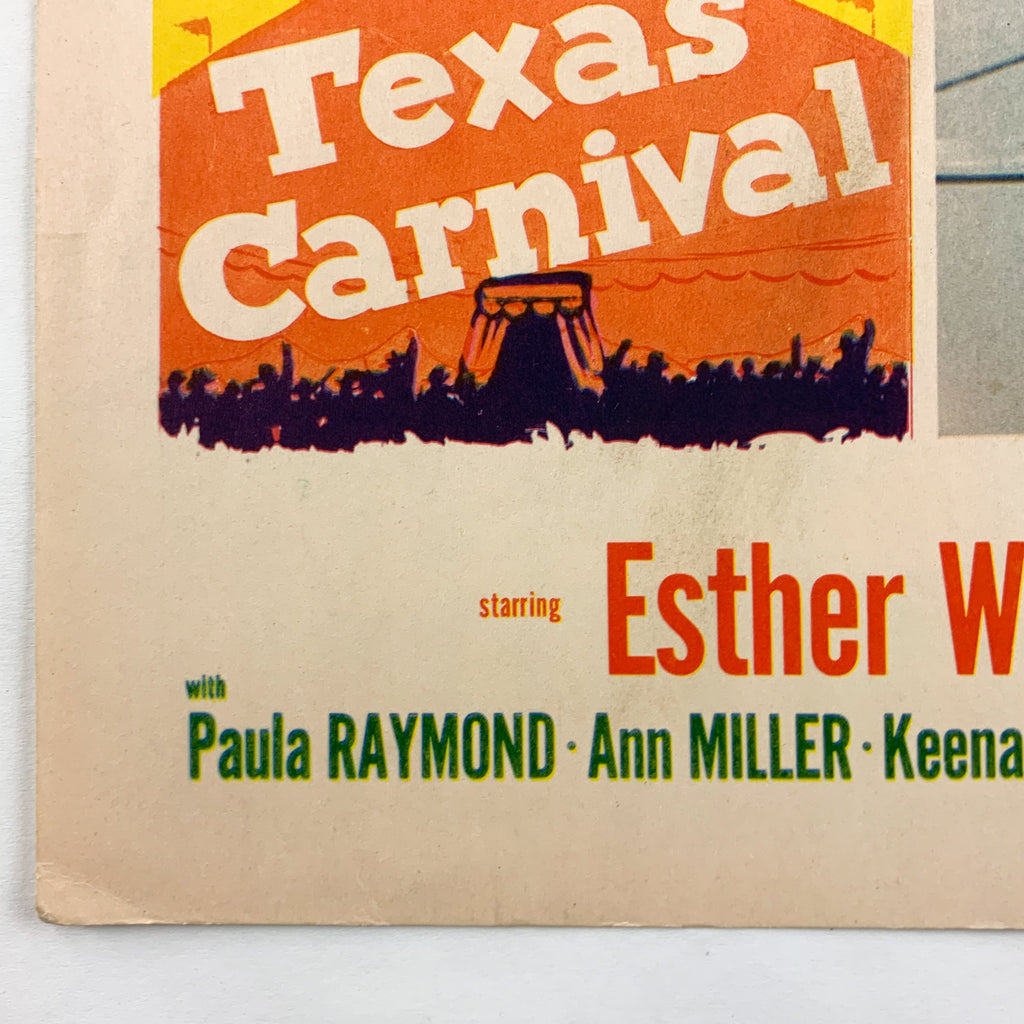 Texas
Carnival
starring Esther W
with
Paula RAYMOND · Ann MILLER · Keena